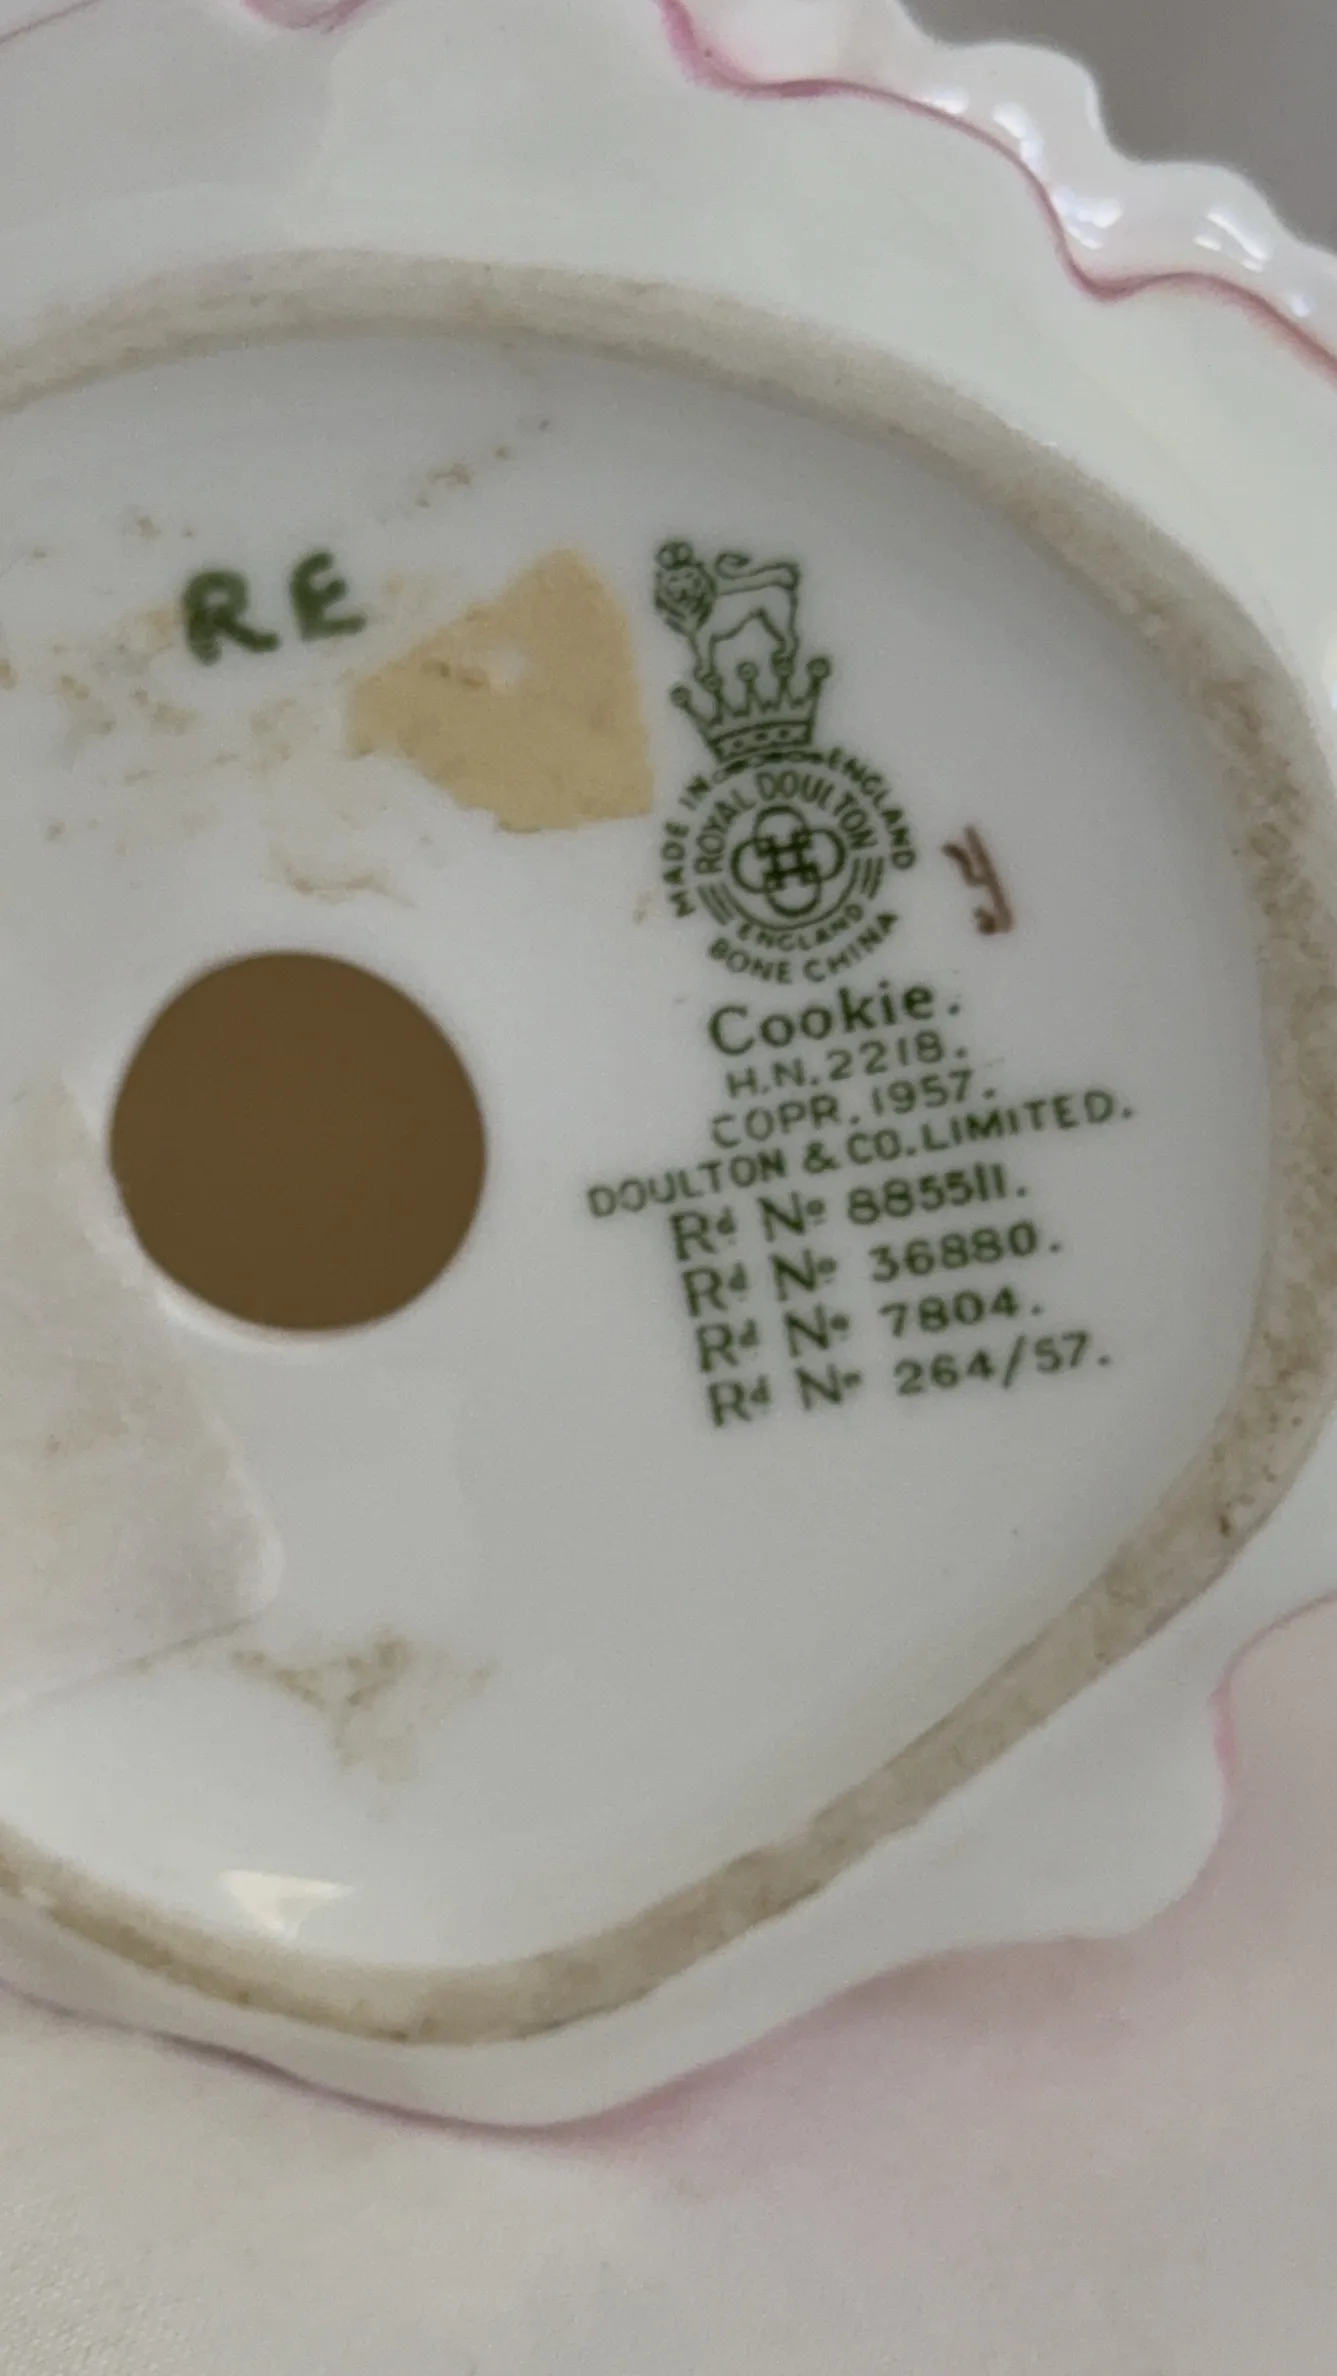 RE
MADE IN ENGLAND
ROYAL DOULTON
ENGLAND
BONE CHINA
Cookie.
H.N.2218.
COPR.1957.
DOULTON & CO.LIMITED.
Rd No 885511.
Rd No 36880.
Rd No 7804.
Rd No 264/57.